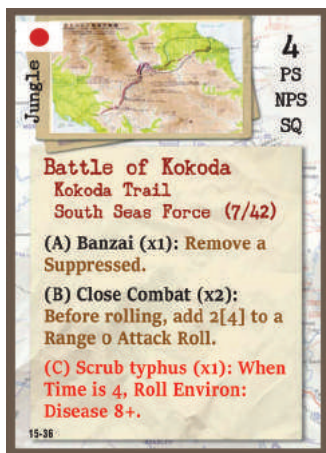 Jungle
4
PS
NPS
SQ
Battle of Kokoda
Kokoda Trail
South Seas Force (7/42)
(A) Banzai (x1): Remove a
Suppressed.
(B) Close Combat (x2):
Before rolling, add 2[4] to a
Range 0 Attack Roll.
(C) Scrub typhus (x1): When
Time is 4, Roll Environ:
Disease 8+.
15-36